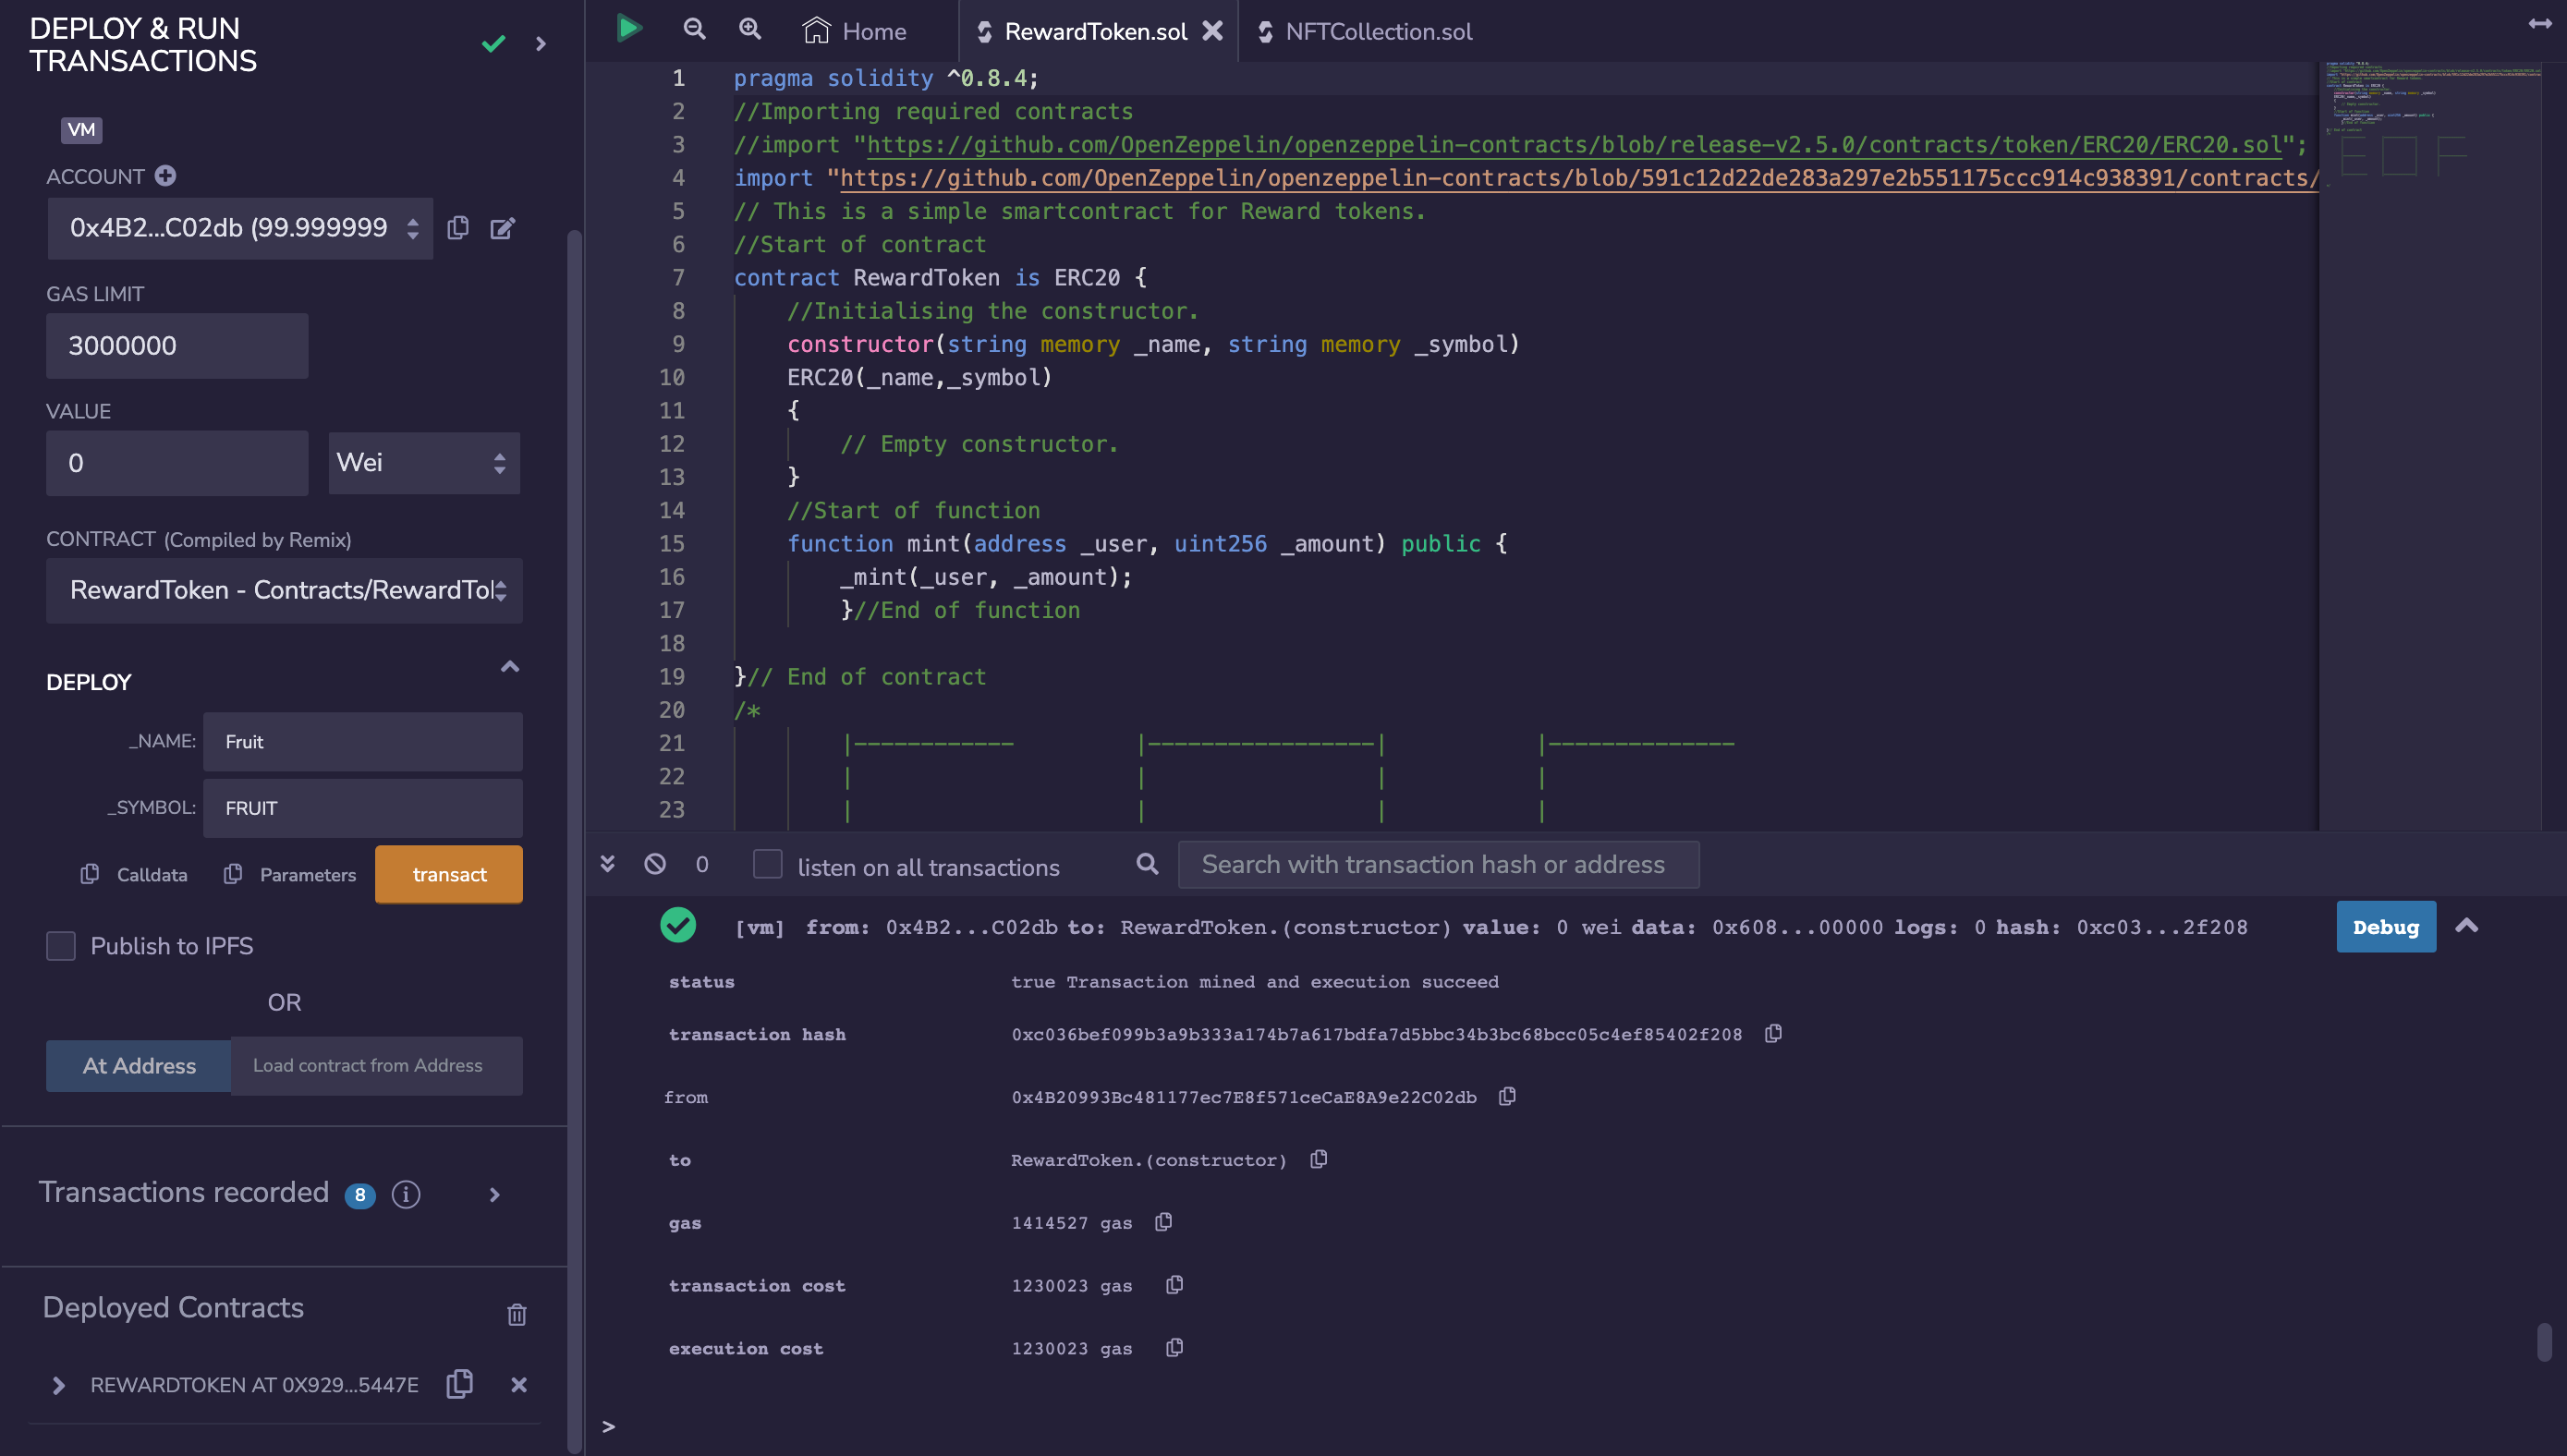 DEPLOY & RUN
TRANSACTIONS
VM
ACCOUNT
0x4B2...C02db (99.999999
GAS LIMIT
3000000
VALUE
0
Wei
CONTRACT (Compiled by Remix)
RewardToken - Contracts/RewardTol
DEPLOY
_NAME: Fruit
_SYMBOL: FRUIT
Calldata Parameters transact
Publish to IPFS
OR
At Address Load contract from Address
Transactions recorded 8 i
Deployed Contracts
REWARDTOKEN AT 0X929...5447E
Home RewardToken.sol NFTCollection.sol
1 pragma solidity ^0.8.4;
2 //Importing required contracts
3 //import "https://github.com/OpenZeppelin/openzeppelin-contracts/blob/release-v2.5.0/contracts/token/ERC20/ERC20.sol";
4 import "https://github.com/OpenZeppelin/openzeppelin-contracts/blob/591c12d22de283a297e2b551175ccc914c938391/contracts/
5 // This is a simple smartcontract for Reward tokens.
6 //Start of contract
7 contract RewardToken is ERC20 {
8 //Initialising the constructor.
9 constructor(string memory _name, string memory _symbol)
10 ERC20(_name,_symbol)
11 {
12 // Empty constructor.
13 }
14 //Start of function
15 function mint(address _user, uint256 _amount) public {
16 _mint(_user, _amount);
17 }//End of function
18
19 }// End of contract
20 /*
21 |------------ |-----------------| |--------------
22 | | | |
23 | | | |
0 listen on all transactions Search with transaction hash or address
[vm] from: 0x4B2...C02db to: RewardToken.(constructor) value: 0 wei data: 0x608...00000 logs: 0 hash: 0xc03...2f208 Debug
status true Transaction mined and execution succeed
transaction hash 0xc036bef099b3a9b333a174b7a617bdfa7d5bbc34b3bc68bcc05c4ef85402f208
from 0x4B20993Bc481177ec7E8f571ceCaE8A9e22C02db
to RewardToken.(constructor)
gas 1414527 gas
transaction cost 1230023 gas
execution cost 1230023 gas
>